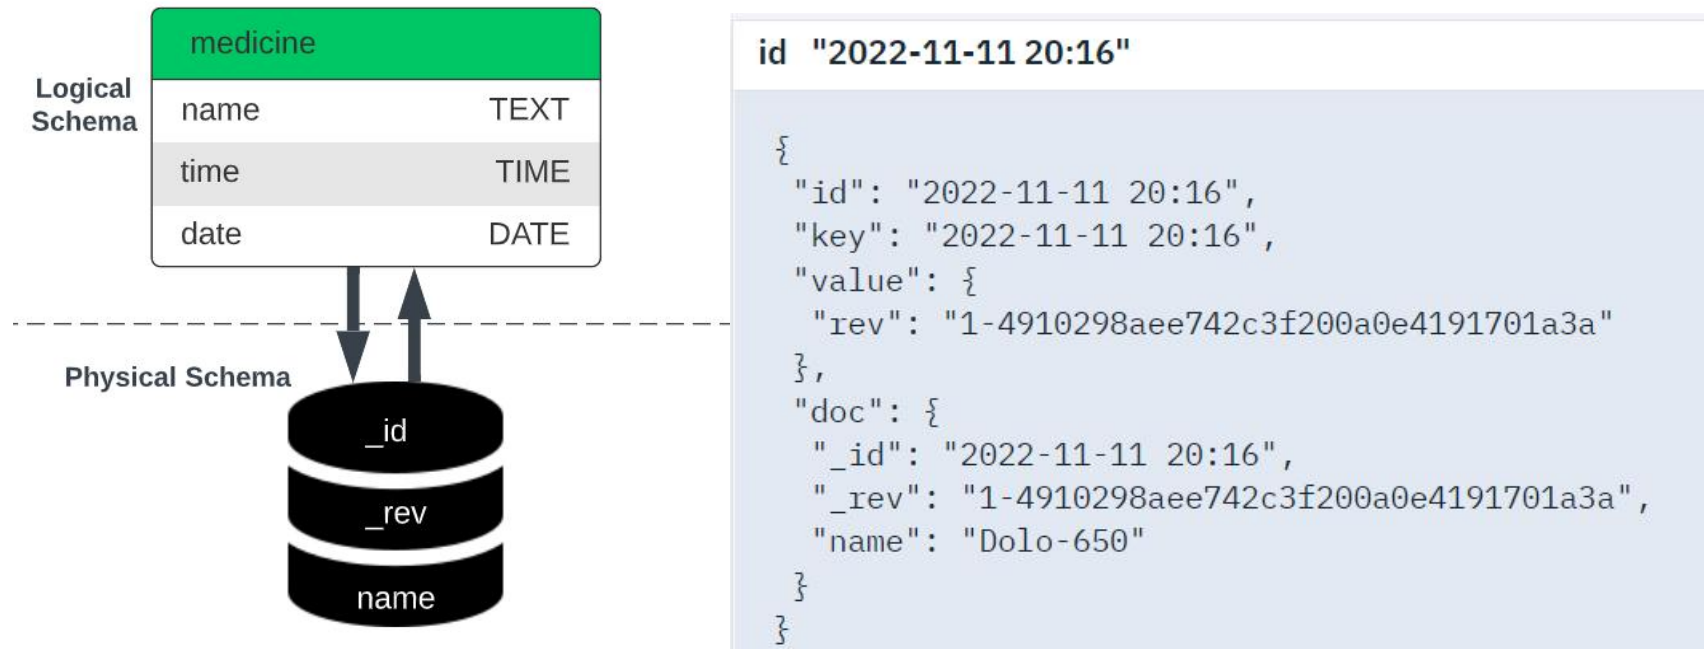 Logical
Schema
medicine
name TEXT
time TIME
date DATE
Physical Schema
_id
_rev
name
id "2022-11-11 20:16"
{
"id": "2022-11-11 20:16",
"key": "2022-11-11 20:16",
"value": {
"rev": "1-4910298aee742c3f200a0e4191701a3a"
},
"doc": {
"_id": "2022-11-11 20:16",
"_rev": "1-4910298aee742c3f200a0e4191701a3a",
"name": "Dolo-650"
}
}